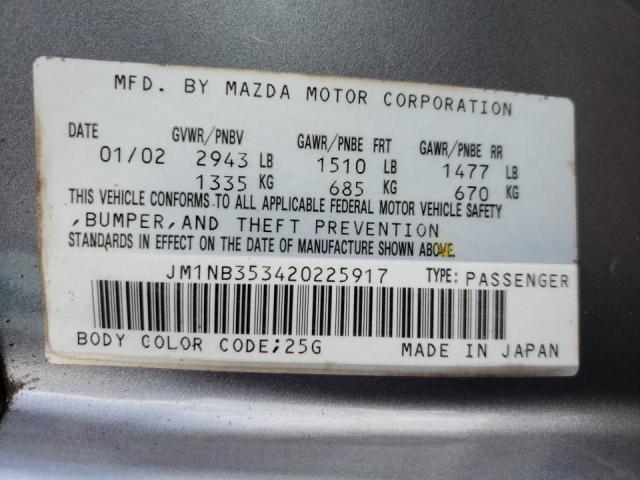 MFD. BY MAZDA MOTOR CORPORATION
DATE GVWR/PNBV GAWR/PNBE FRT GAWR/PNBE RR
01/02 2943 LB 1510 LB 1477 LB
1335 KG 685 KG 670 KG
THIS VEHICLE CONFORMS TO ALL APPLICABLE FEDERAL MOTOR VEHICLE SAFETY
,BUMPER,AND THEFT PREVENTION
STANDARDS IN EFFECT ON THE DATE OF MANUFACTURE SHOWN ABOVE.
JM1NB353420225917 TYPE: PASSENGER
BODY COLOR CODE;25G MADE IN JAPAN